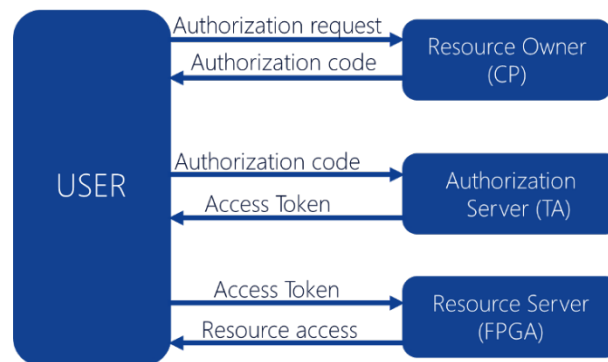 Authorization request
Resource Owner
(CP)
Authorization code
USER
Authorization code
Authorization
Server (TA)
Access Token
Access Token
Resource Server
(FPGA)
Resource access